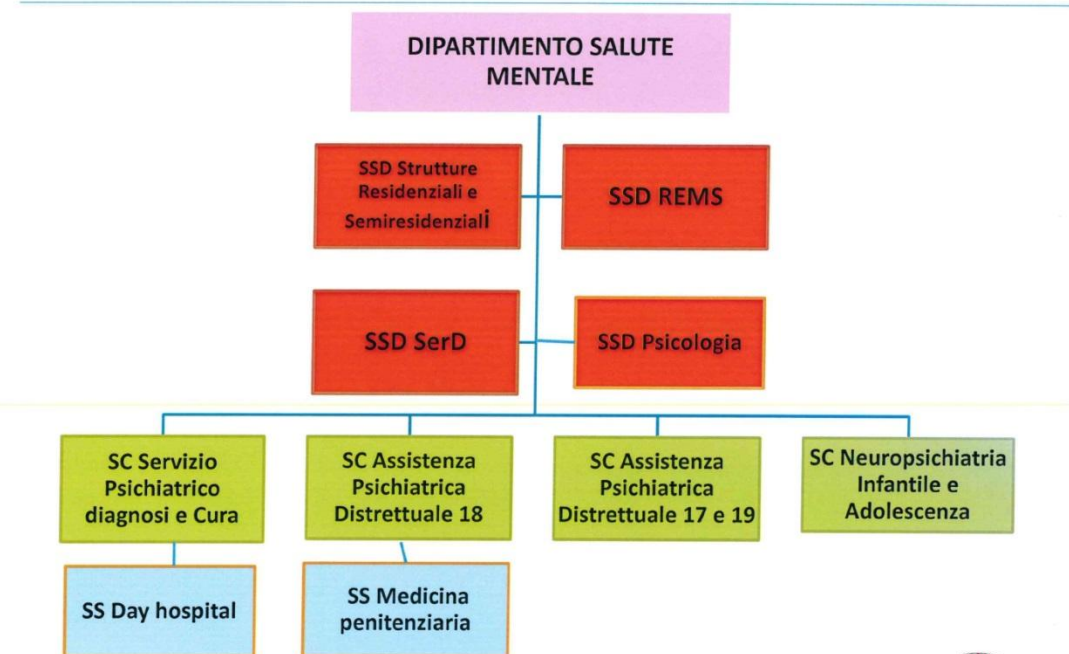 DIPARTIMENTO SALUTE
MENTALE
SSD Strutture
Residenziali e
Semiresidenziali
SSD REMS
SSD SerD
SSD Psicologia
SC Servizio
Psichiatrico
diagnosi e Cura
SC Assistenza
Psichiatrica
Distrettuale 18
SC Assistenza
Psichiatrica
Distrettuale 17 e 19
SC Neuropsichiatria
Infantile e
Adolescenza
SS Day hospital
SS Medicina
penitenziaria